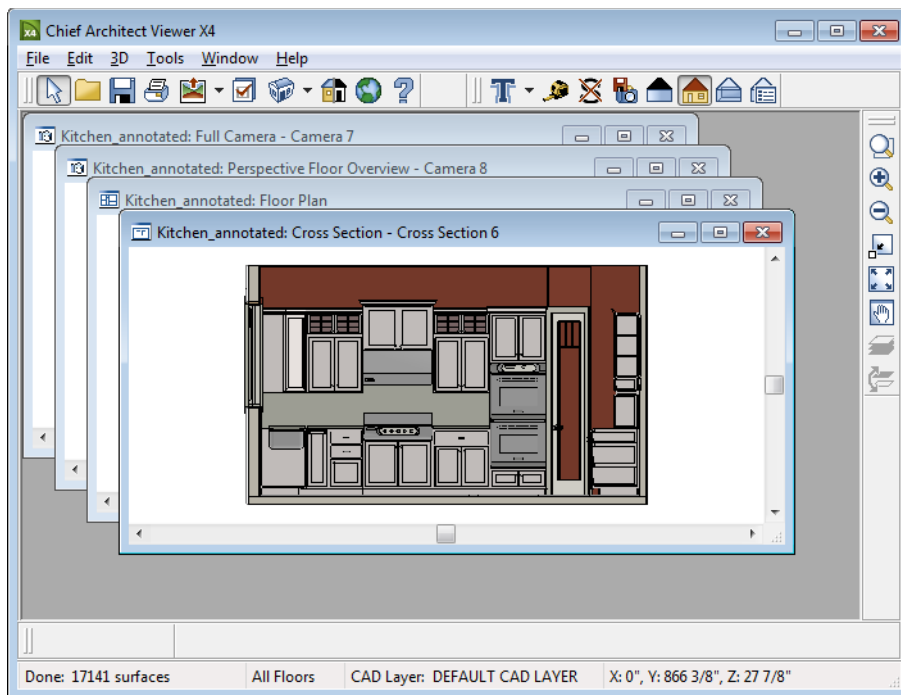 X4 Chief Architect Viewer X4
File Edit 3D Tools Window Help
Kitchen_annotated: Full Camera - Camera 7
Kitchen_annotated: Perspective Floor Overview - Camera 8
Kitchen_annotated: Floor Plan
Kitchen_annotated: Cross Section - Cross Section 6
Done: 17141 surfaces All Floors CAD Layer: DEFAULT CAD LAYER X: 0", Y: 866 3/8", Z: 27 7/8"